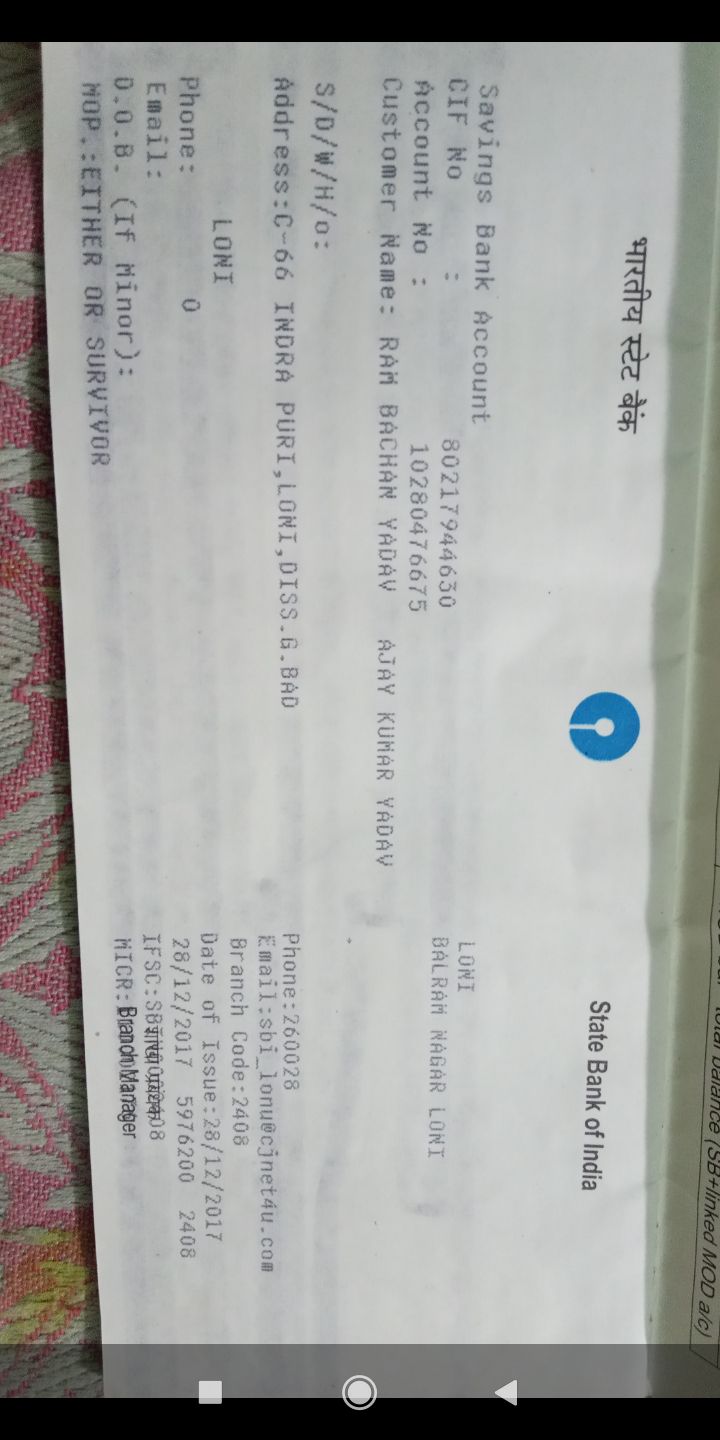 Total balance (SB+linked MOD a/c)
भारतीय स्टेट बैंक
State Bank of India
Savings Bank Account
LONI
CIF No : 80217944630
BALRAM NAGAR LONI
Account No : 10280476675
Customer Name: RAM BACHAN YADAV AJAY KUMAR YADAV
S/D/W/H/o:
Phone:260028
Address:C-66 INDRA PURI,LONI,DISS.G.BAD
Email:sbi_lonu@cjnet4u.com
Branch Code:2408
LONI
Date of Issue:28/12/2017
Phone: 0
28/12/2017 5976200 2408
Email:
IFSC:
D.O.B. (If Minor):
MICR:
Branch Manager
MOP.:EITHER OR SURVIVOR